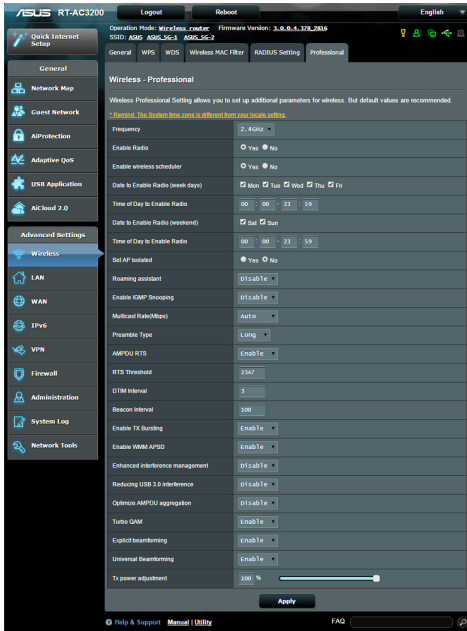 ASUS RT-AC3200 Logout Reboot English
Quick Internet Setup
Operation Mode: Wireless router Firmware Version: 3.0.0.4.378_2816
SSID: ASUS ASUS_5G-1 ASUS_5G-2
General WPS WDS Wireless MAC Filter RADIUS Setting Professional
General
Network Map
Guest Network
AiProtection
Adaptive QoS
USB Application
AiCloud 2.0
Advanced Settings
Wireless
LAN
WAN
IPv6
VPN
Firewall
Administration
System Log
Network Tools
Wireless - Professional
Wireless Professional Setting allows you to set up additional parameters for wireless. But default values are recommended.
* Remind: The System time zone is different from your locale setting.
Frequency 2.4GHz
Enable Radio Yes No
Enable wireless scheduler Yes No
Date to Enable Radio (week days) Mon Tue Wed Thu Fri
Time of Day to Enable Radio 00 : 00 - 23 : 59
Date to Enable Radio (weekend) Sat Sun
Time of Day to Enable Radio 00 : 00 - 23 : 59
Set AP Isolated Yes No
Roaming assistant Disable
Enable IGMP Snooping Disable
Multicast Rate(Mbps) Auto
Preamble Type Long
AMPDU RTS Enable
RTS Threshold 2347
DTIM Interval 3
Beacon Interval 100
Enable TX Bursting Enable
Enable WMM APSD Enable
Enhanced interference management Disable
Reducing USB 3.0 interference Disable
Optimize AMPDU aggregation Disable
Turbo QAM Enable
Explicit beamforming Enable
Universal Beamforming Enable
Tx power adjustment 100 %
Apply
Help & Support Manual | Utility FAQ